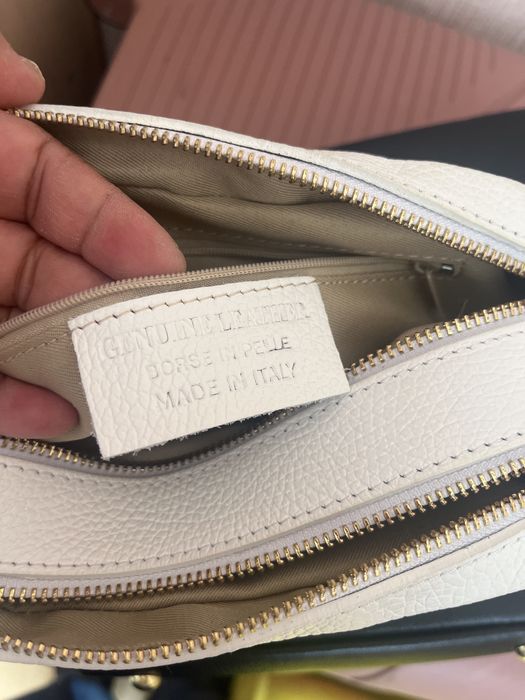 GENUINE LEATHER
BORSE IN PELLE
MADE IN ITALY